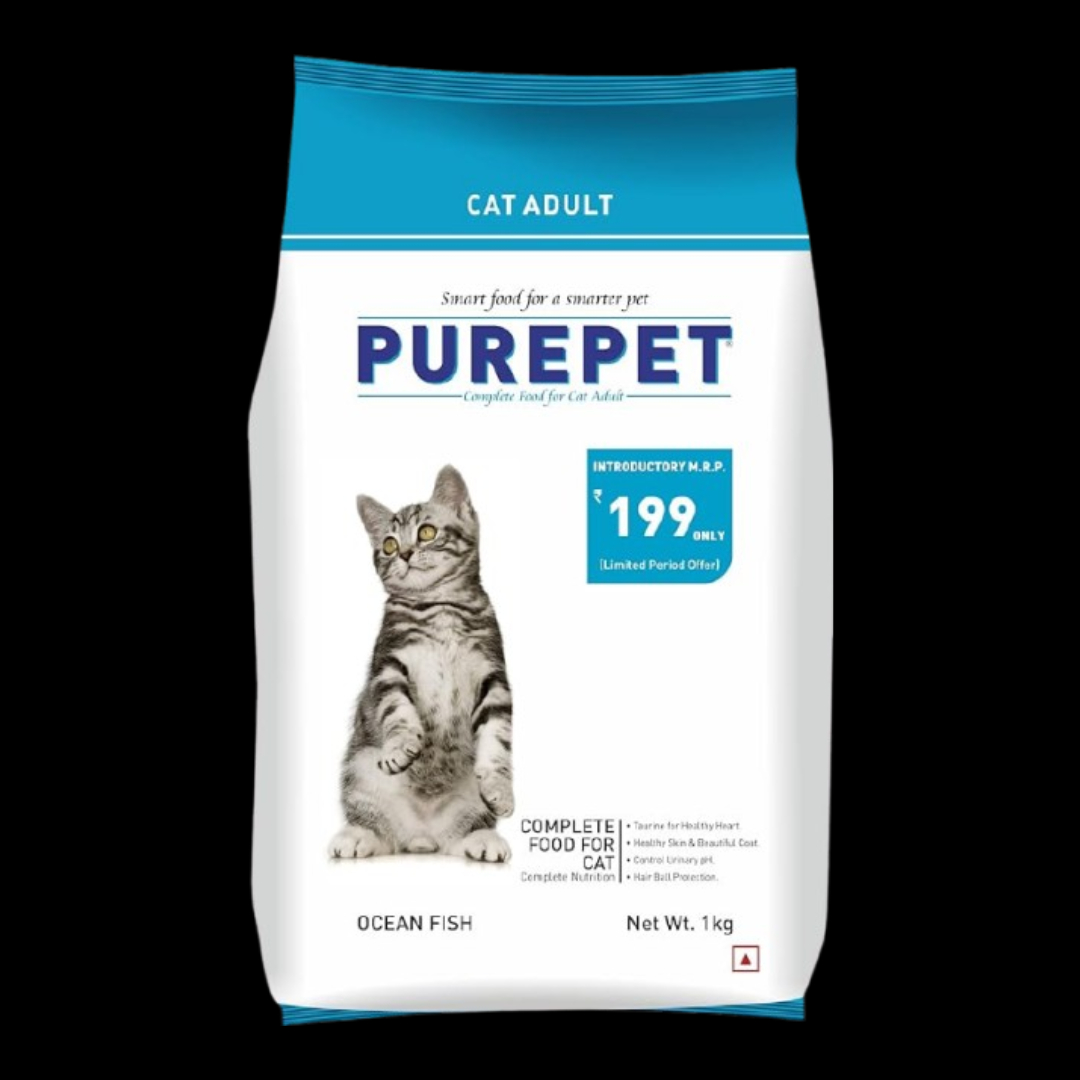 CAT ADULT
Smart food for a smarter pet
PUREPET®
Complete Food for Cat Adult
INTRODUCTORY M.R.P.
₹ 199 ONLY
(Limited Period Offer)
COMPLETE
FOOD FOR
CAT
Complete Nutrition
• Taurine for Healthy Heart.
• Healthy Skin & Beautiful Coat.
• Control Urinary pH.
• Hair Ball Protection.
OCEAN FISH
Net Wt. 1kg